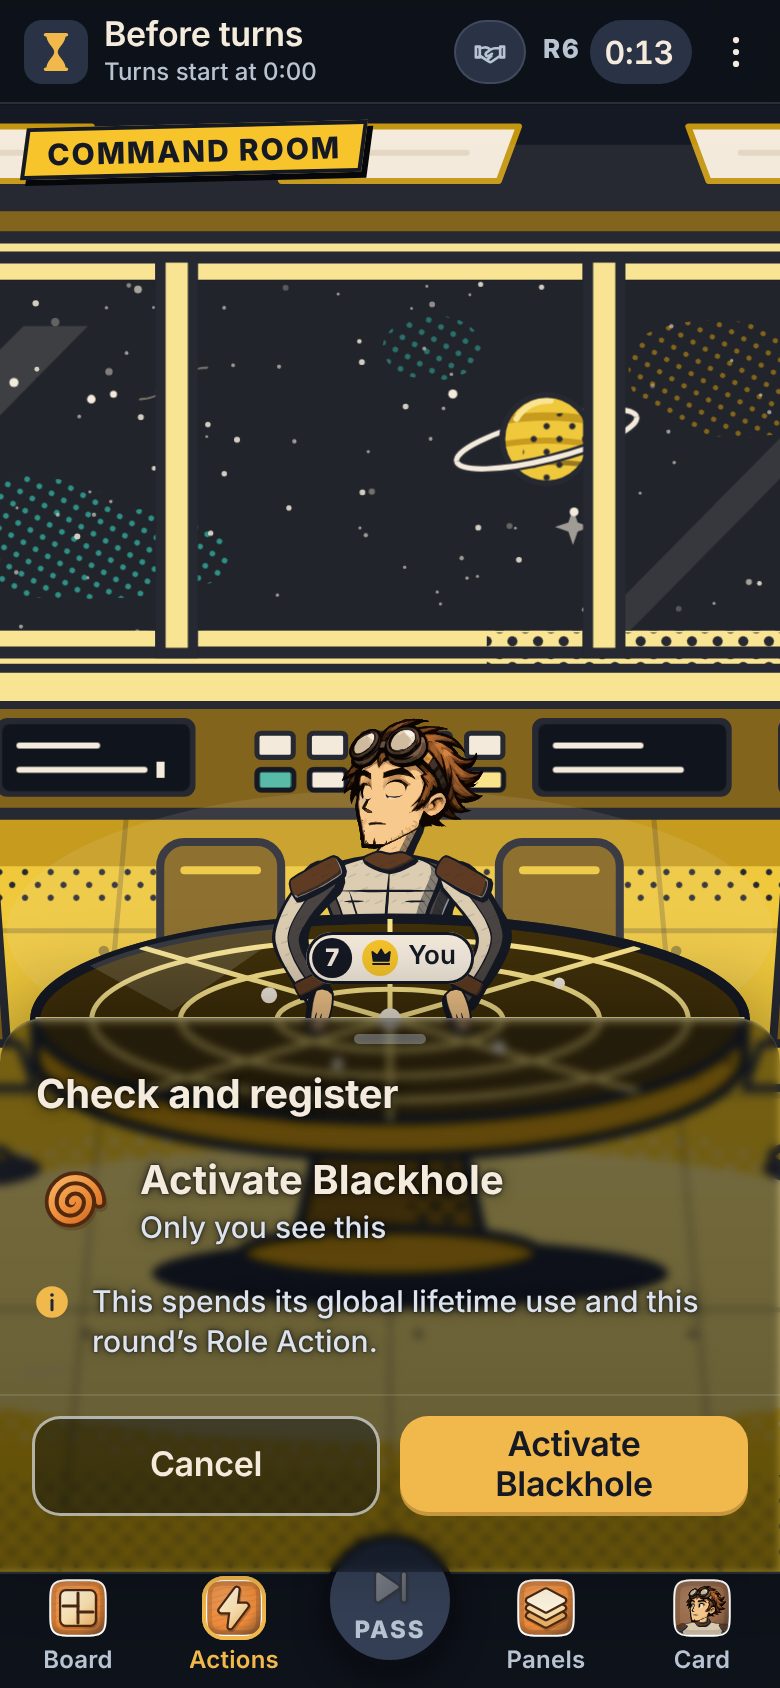 Before turns
Turns start at 0:00
R6
0:13
COMMAND ROOM
7 You
Check and register
Activate Blackhole
Only you see this
This spends its global lifetime use and this
round’s Role Action.
Cancel
Activate
Blackhole
PASS
Board
Actions
Panels
Card